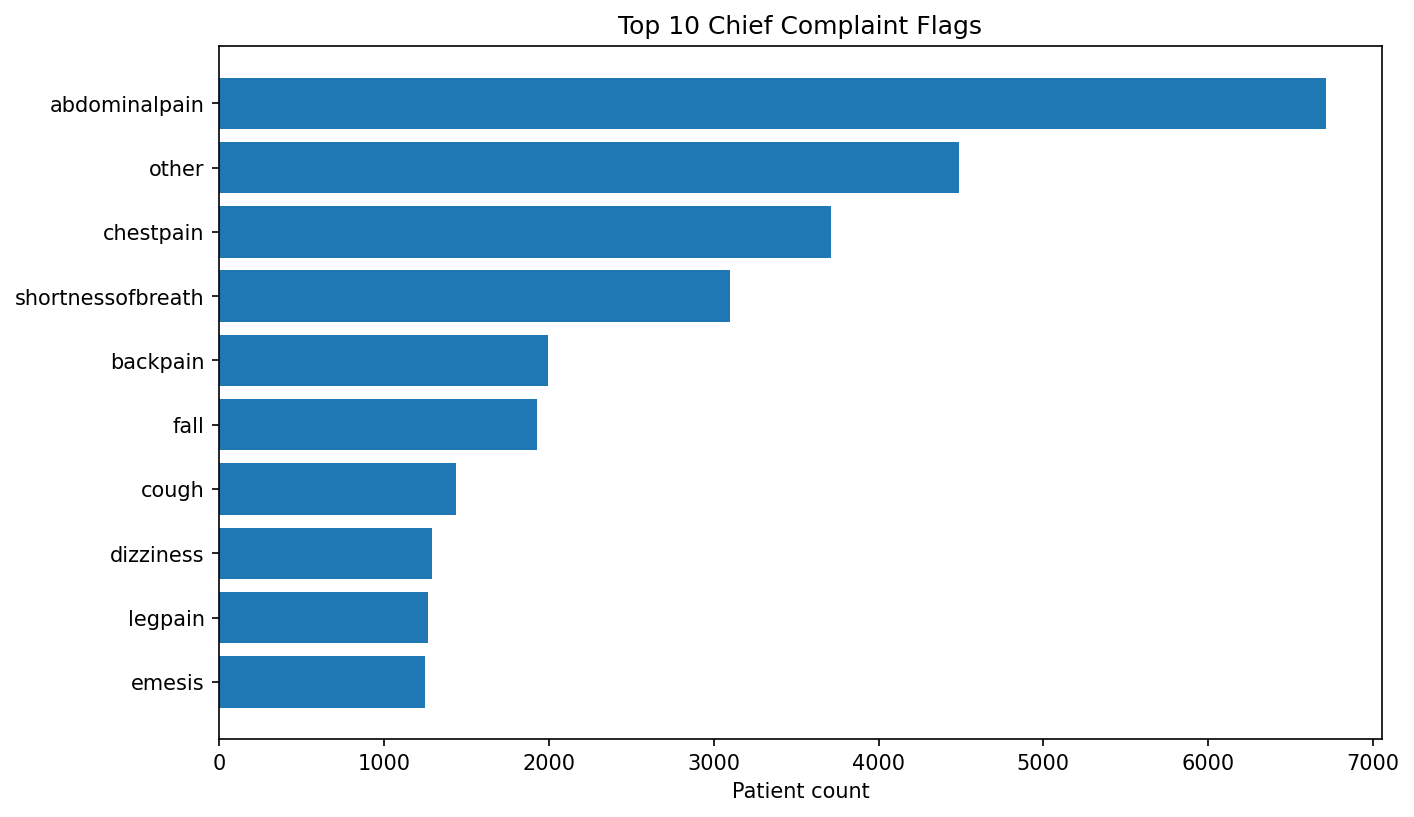 Top 10 Chief Complaint Flags
abdominalpain
other
chestpain
shortnessofbreath
backpain
fall
cough
dizziness
legpain
emesis
0 1000 2000 3000 4000 5000 6000 7000
Patient count